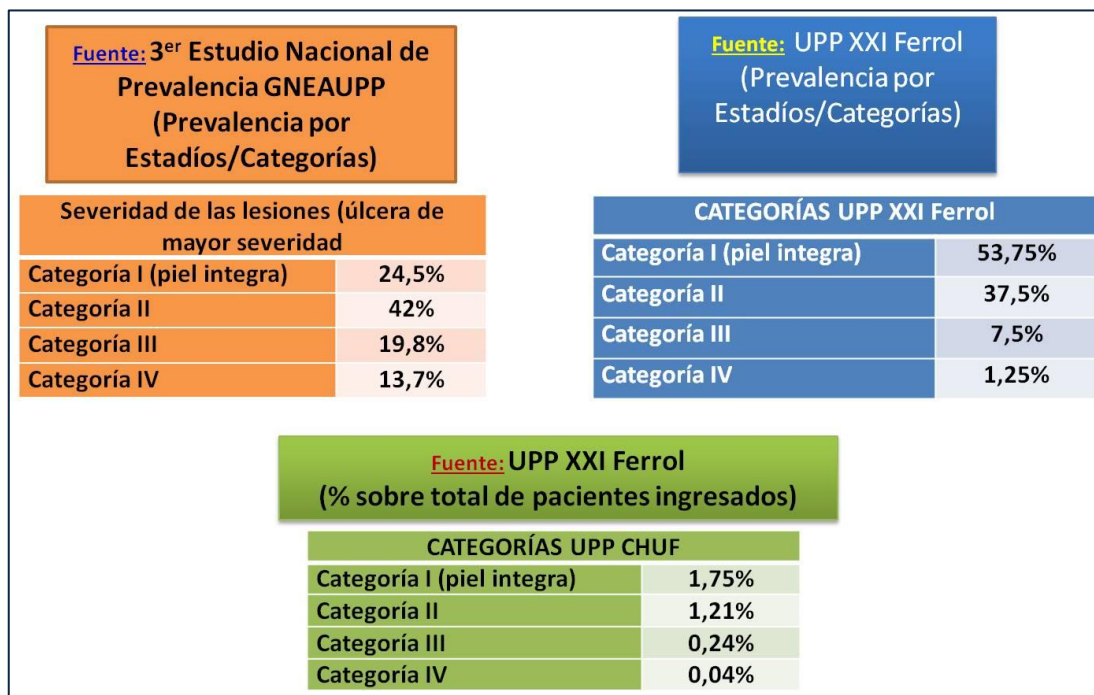 Fuente: 3er Estudio Nacional de
Prevalencia GNEAUPP
(Prevalencia por
Estadíos/Categorías)
Severidad de las lesiones (úlcera de
mayor severidad
Categoría I (piel integra) 24,5%
Categoría II 42%
Categoría III 19,8%
Categoría IV 13,7%
Fuente: UPP XXI Ferrol
(Prevalencia por
Estadíos/Categorías)
CATEGORÍAS UPP XXI Ferrol
Categoría I (piel integra) 53,75%
Categoría II 37,5%
Categoría III 7,5%
Categoría IV 1,25%
Fuente: UPP XXI Ferrol
(% sobre total de pacientes ingresados)
CATEGORÍAS UPP CHUF
Categoría I (piel integra) 1,75%
Categoría II 1,21%
Categoría III 0,24%
Categoría IV 0,04%